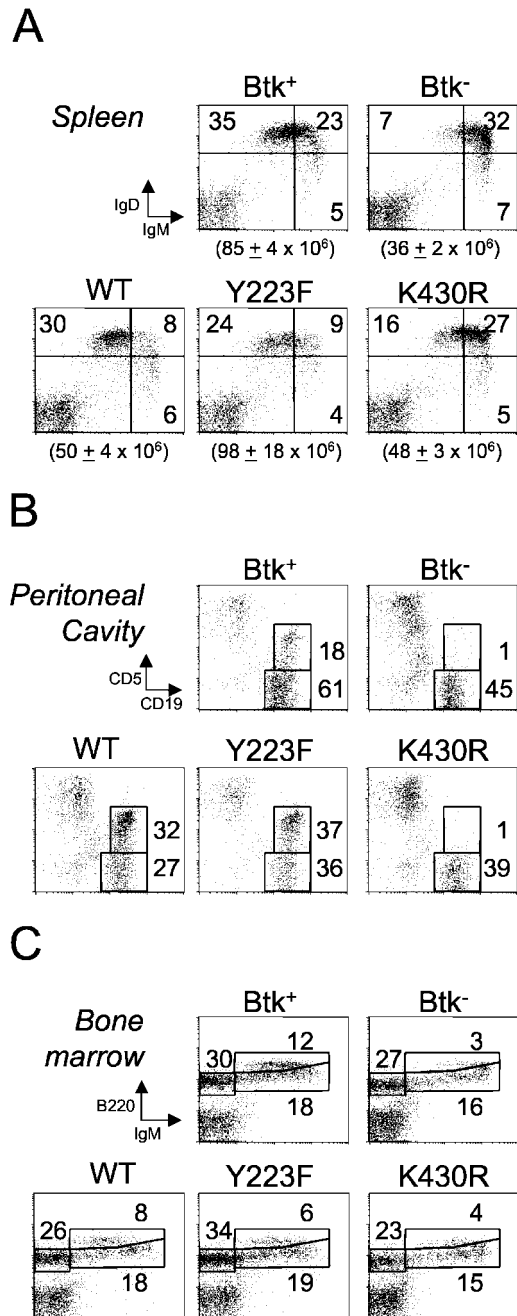 A
Spleen
Btk+ Btk-
35 23 7 32
IgD
IgM
5 7
(85 ± 4 x 10⁶) (36 ± 2 x 10⁶)
WT Y223F K430R
30 8 24 9 16 27
6 4 5
(50 ± 4 x 10⁶) (98 ± 18 x 10⁶) (48 ± 3 x 10⁶)
B
Peritoneal
Cavity
Btk+ Btk-
CD5
CD19
18 1
61 45
WT Y223F K430R
32 37 1
27 36 39
C
Bone
marrow
Btk+ Btk-
12 3
30 27
B220
IgM
18 16
WT Y223F K430R
8 6 4
26 34 23
18 19 15